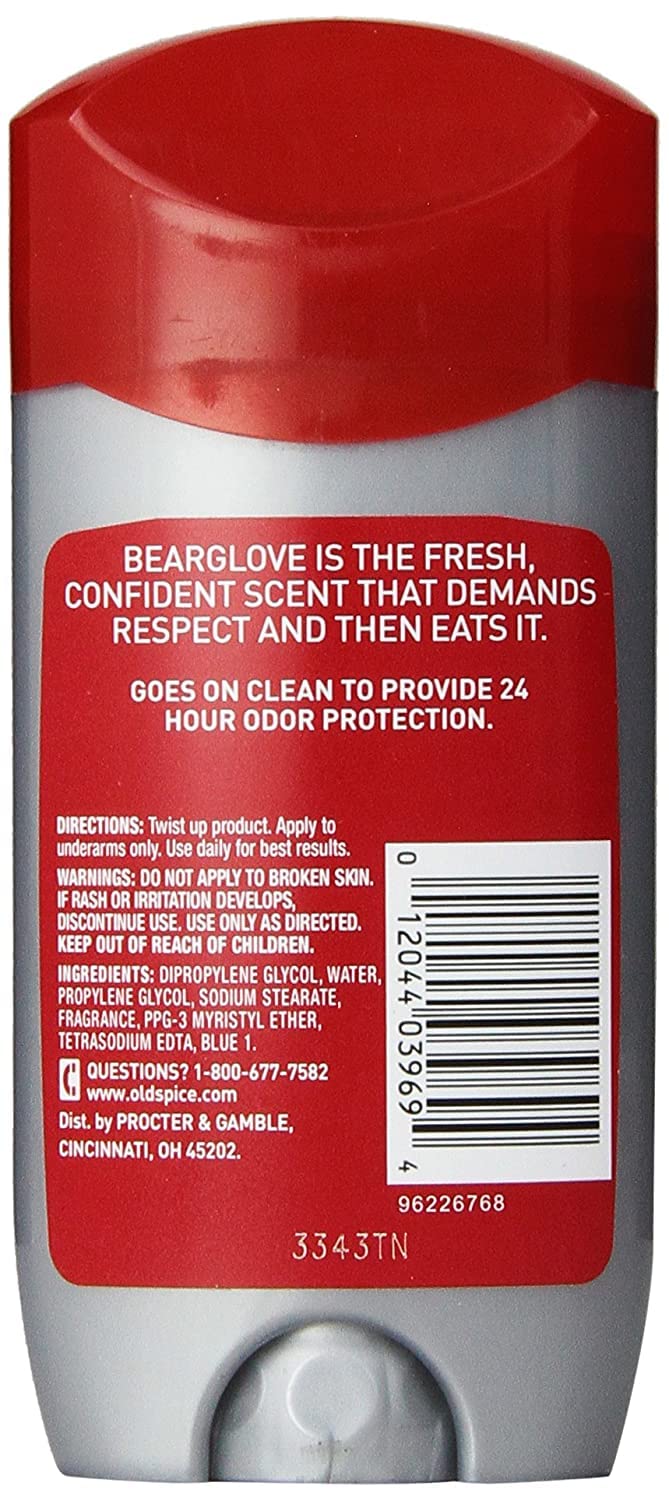 BEARGLOVE IS THE FRESH,
CONFIDENT SCENT THAT DEMANDS
RESPECT AND THEN EATS IT.
GOES ON CLEAN TO PROVIDE 24
HOUR ODOR PROTECTION.
DIRECTIONS: Twist up product. Apply to
underarms only. Use daily for best results.
WARNINGS: DO NOT APPLY TO BROKEN SKIN.
IF RASH OR IRRITATION DEVELOPS,
DISCONTINUE USE. USE ONLY AS DIRECTED.
KEEP OUT OF REACH OF CHILDREN.
INGREDIENTS: DIPROPYLENE GLYCOL, WATER,
PROPYLENE GLYCOL, SODIUM STEARATE,
FRAGRANCE, PPG-3 MYRISTYL ETHER,
TETRASODIUM EDTA, BLUE 1.
QUESTIONS? 1-800-677-7582
www.oldspice.com
Dist. by PROCTER & GAMBLE,
CINCINNATI, OH 45202.
0 12044 03969 4
96226768
3343TN